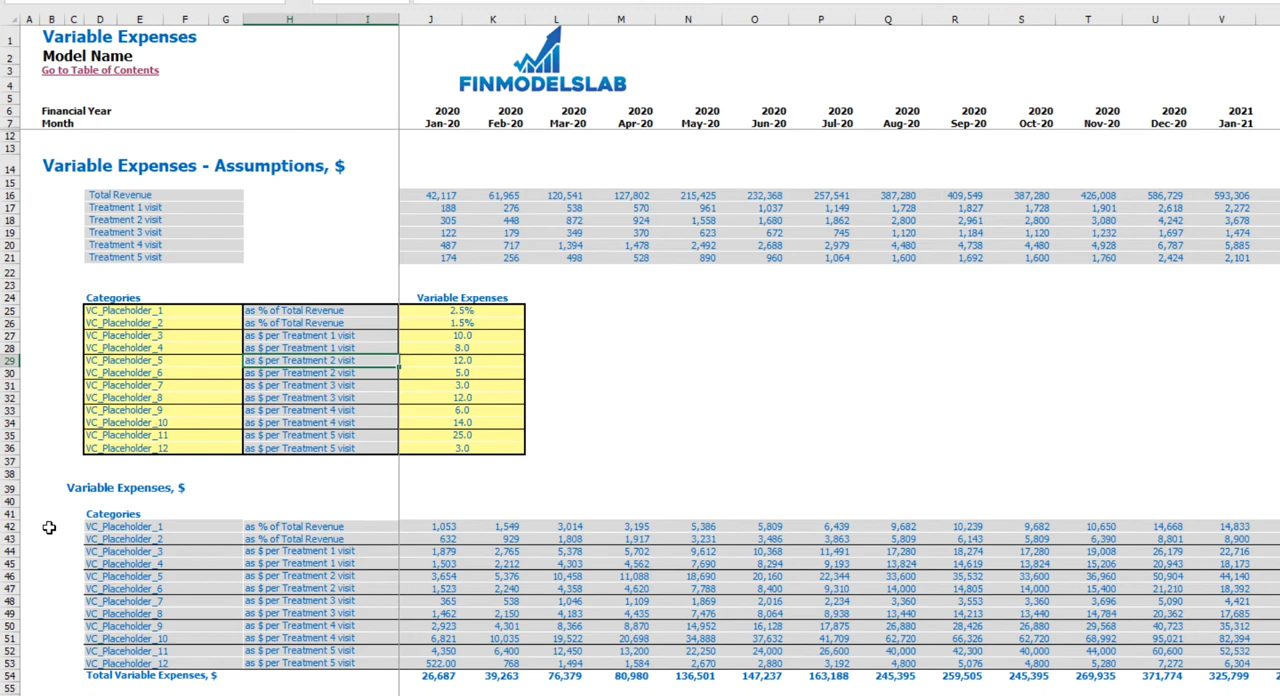 A B C D E F G H I J K L M N O P Q R S T U V
1 Variable Expenses
2 Model Name
3 Go to Table of Contents
4 FINMODELSLAB
5
6 Financial Year 2020 2020 2020 2020 2020 2020 2020 2020 2020 2020 2020 2020 2021
7 Month Jan-20 Feb-20 Mar-20 Apr-20 May-20 Jun-20 Jul-20 Aug-20 Sep-20 Oct-20 Nov-20 Dec-20 Jan-21
12
13
14 Variable Expenses - Assumptions, $
15
16 Total Revenue 42,117 61,965 120,541 127,802 215,425 232,368 257,541 387,280 409,549 387,280 426,008 586,729 593,306
17 Treatment 1 visit 188 276 538 570 961 1,037 1,149 1,728 1,827 1,728 1,901 2,618 2,272
18 Treatment 2 visit 305 448 872 924 1,558 1,680 1,862 2,800 2,961 2,800 3,080 4,242 3,678
19 Treatment 3 visit 122 179 349 370 623 672 745 1,120 1,184 1,120 1,232 1,697 1,474
20 Treatment 4 visit 487 717 1,394 1,478 2,492 2,688 2,979 4,480 4,738 4,480 4,928 6,787 5,885
21 Treatment 5 visit 174 256 498 528 890 960 1,064 1,600 1,692 1,600 1,760 2,424 2,101
22
23
24 Categories Variable Expenses
25 VC_Placeholder_1 as % of Total Revenue 2.5%
26 VC_Placeholder_2 as % of Total Revenue 1.5%
27 VC_Placeholder_3 as $ per Treatment 1 visit 10.0
28 VC_Placeholder_4 as $ per Treatment 1 visit 8.0
29 VC_Placeholder_5 as $ per Treatment 2 visit 12.0
30 VC_Placeholder_6 as $ per Treatment 2 visit 5.0
31 VC_Placeholder_7 as $ per Treatment 3 visit 3.0
32 VC_Placeholder_8 as $ per Treatment 3 visit 12.0
33 VC_Placeholder_9 as $ per Treatment 4 visit 6.0
34 VC_Placeholder_10 as $ per Treatment 4 visit 14.0
35 VC_Placeholder_11 as $ per Treatment 5 visit 25.0
36 VC_Placeholder_12 as $ per Treatment 5 visit 3.0
37
38
39 Variable Expenses, $
40
41 Categories
42 VC_Placeholder_1 as % of Total Revenue 1,053 1,549 3,014 3,195 5,386 5,809 6,439 9,682 10,239 9,682 10,650 14,668 14,833
43 VC_Placeholder_2 as % of Total Revenue 632 929 1,808 1,917 3,231 3,486 3,863 5,809 6,143 5,809 6,390 8,801 8,900
44 VC_Placeholder_3 as $ per Treatment 1 visit 1,879 2,765 5,378 5,702 9,612 10,368 11,491 17,280 18,274 17,280 19,008 26,179 22,716
45 VC_Placeholder_4 as $ per Treatment 1 visit 1,503 2,212 4,303 4,562 7,690 8,294 9,193 13,824 14,619 13,824 15,206 20,943 18,173
46 VC_Placeholder_5 as $ per Treatment 2 visit 3,654 5,376 10,458 11,088 18,690 20,160 22,344 33,600 35,532 33,600 36,960 50,904 44,140
47 VC_Placeholder_6 as $ per Treatment 2 visit 1,523 2,240 4,358 4,620 7,788 8,400 9,310 14,000 14,805 14,000 15,400 21,210 18,392
48 VC_Placeholder_7 as $ per Treatment 3 visit 365 538 1,046 1,109 1,869 2,016 2,234 3,360 3,553 3,360 3,696 5,090 4,421
49 VC_Placeholder_8 as $ per Treatment 3 visit 1,462 2,150 4,183 4,435 7,476 8,064 8,938 13,440 14,213 13,440 14,784 20,362 17,685
50 VC_Placeholder_9 as $ per Treatment 4 visit 2,923 4,301 8,366 8,870 14,952 16,128 17,875 26,880 28,426 26,880 29,568 40,723 35,312
51 VC_Placeholder_10 as $ per Treatment 4 visit 6,821 10,035 19,522 20,698 34,888 37,632 41,709 62,720 66,326 62,720 68,992 95,021 82,394
52 VC_Placeholder_11 as $ per Treatment 5 visit 4,350 6,400 12,450 13,200 22,250 24,000 26,600 40,000 42,300 40,000 44,000 60,600 52,532
53 VC_Placeholder_12 as $ per Treatment 5 visit 522.00 768 1,494 1,584 2,670 2,880 3,192 4,800 5,076 4,800 5,280 7,272 6,304
54 Total Variable Expenses, $ 26,687 39,263 76,379 80,980 136,501 147,237 163,188 245,395 259,505 245,395 269,935 371,774 325,799
55